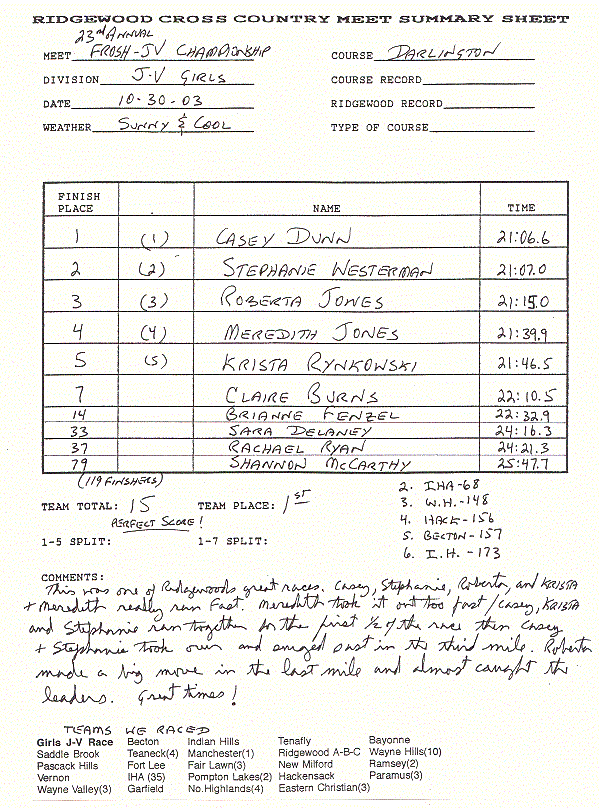 RIDGEWOOD CROSS COUNTRY MEET SUMMARY SHEET
23rd Annual
MEET Frosh-JV Championship COURSE Darlington
DIVISION J-V Girls COURSE RECORD
DATE 10-30-03 RIDGEWOOD RECORD
WEATHER Sunny & Cool TYPE OF COURSE
FINISH PLACE NAME TIME
1 (1) Casey Dunn 21:06.6
2 (2) Stephanie Westerman 21:07.0
3 (3) Roberta Jones 21:15.0
4 (4) Meredith Jones 21:39.9
5 (5) Krista Rynkowski 21:46.5
7 Claire Burns 22:10.5
14 Brianne Fenzel 22:32.9
33 Sara Delaney 24:16.3
37 Rachael Ryan 24:21.3
79 Shannon McCarthy 25:47.7
(119 Finishers)
TEAM TOTAL: 15 TEAM PLACE: 1st
Perfect Score!
1-5 SPLIT: 1-7 SPLIT:
2. IHA-68
3. W.H.-148
4. Hack-156
5. Becton-157
6. I.H.-173
COMMENTS:
This was one of Ridgewoods great races. Casey, Stephanie, Roberta, and Krista
+ Meredith really ran fast. Meredith took it out too fast/Casey, Krista
and Stephanie ran together for the first 1/2 of the race then Casey
+ Stephanie took over and surged past in the third mile. Roberta
made a big move in the last mile and almost caught the
leaders. Great times!
Teams We Raced
Girls J-V Race Becton Indian Hills Tenafly Bayonne
Saddle Brook Teaneck(4) Manchester(1) Ridgewood A-B-C Wayne Hills(10)
Pascack Hills Fort Lee Fair Lawn(3) New Milford Ramsey(2)
Vernon IHA (35) Pompton Lakes(2) Hackensack Paramus(3)
Wayne Valley(3) Garfield No.Highlands(4) Eastern Christian(3)